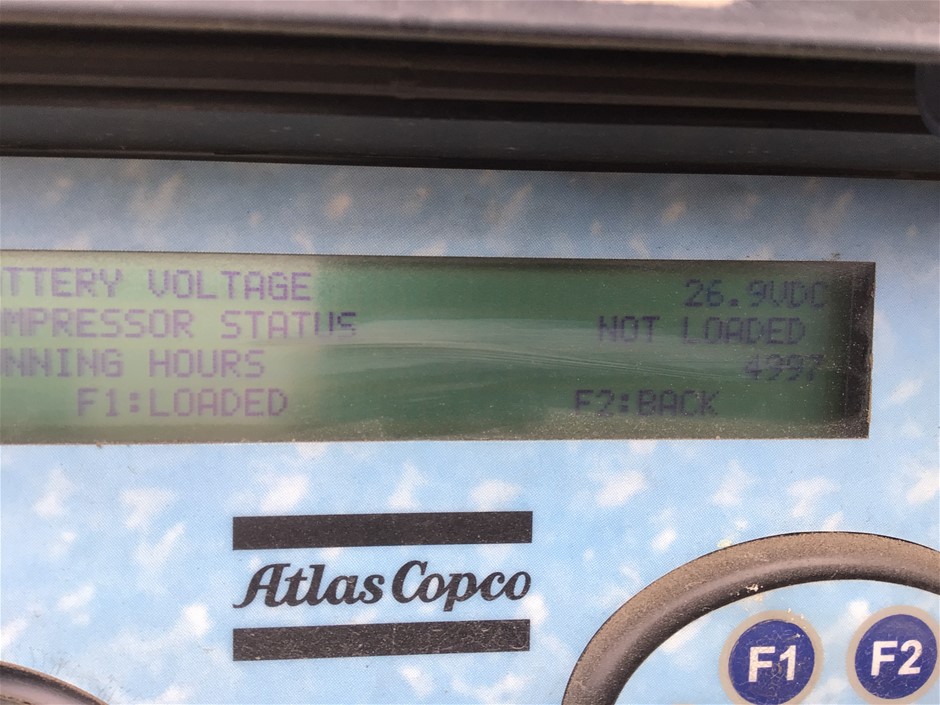 TTERY VOLTAGE 26.9VDC
MPRESSOR STATUS NOT LOADED
NNING HOURS 4997
F1:LOADED F2:BACK
Atlas Copco
F1 F2